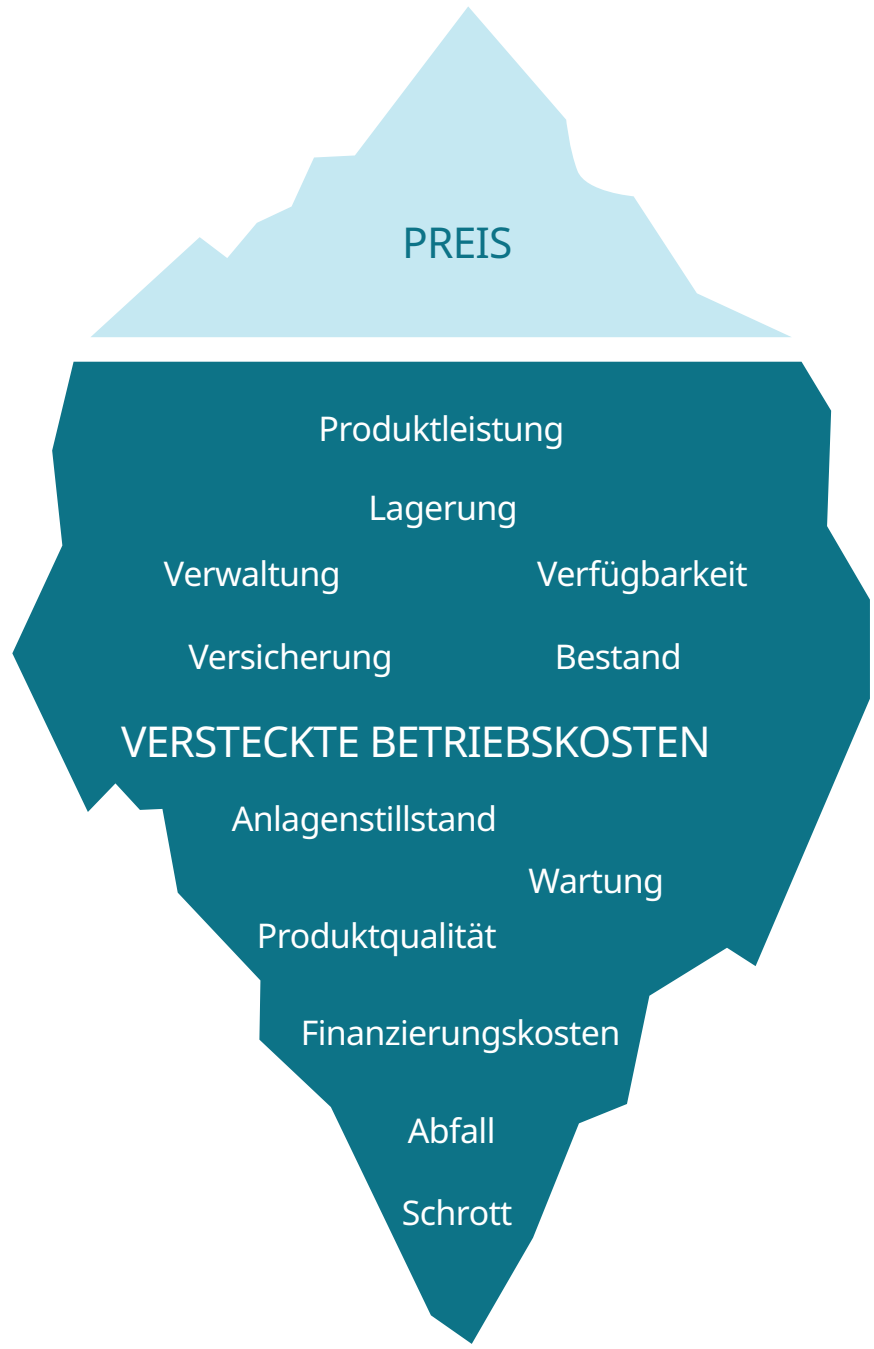 PREIS
Produktleistung
Lagerung
Verwaltung
Verfügbarkeit
Versicherung
Bestand
VERSTECKTE BETRIEBSKOSTEN
Anlagenstillstand
Wartung
Produktqualität
Finanzierungskosten
Abfall
Schrott